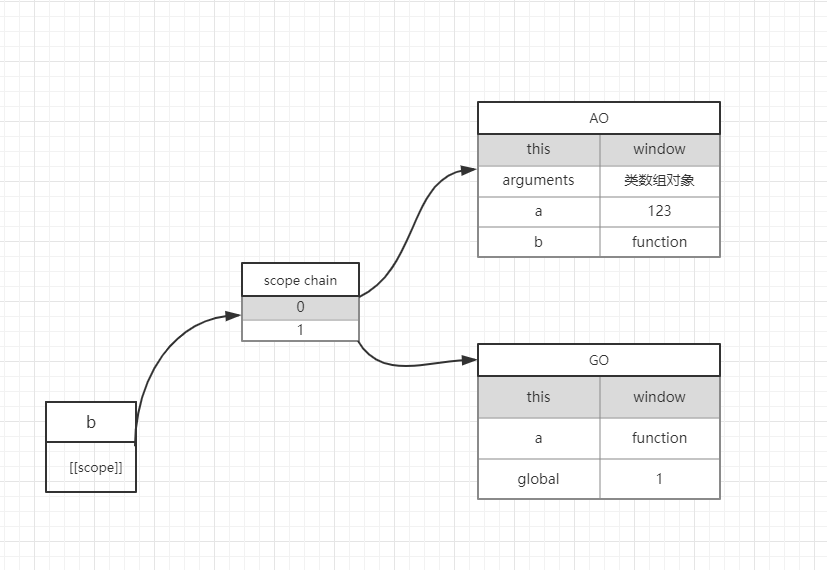 AO
this window
arguments 类数组对象
a 123
b function
scope chain
0
1
GO
this window
a function
global 1
b
[[scope]]